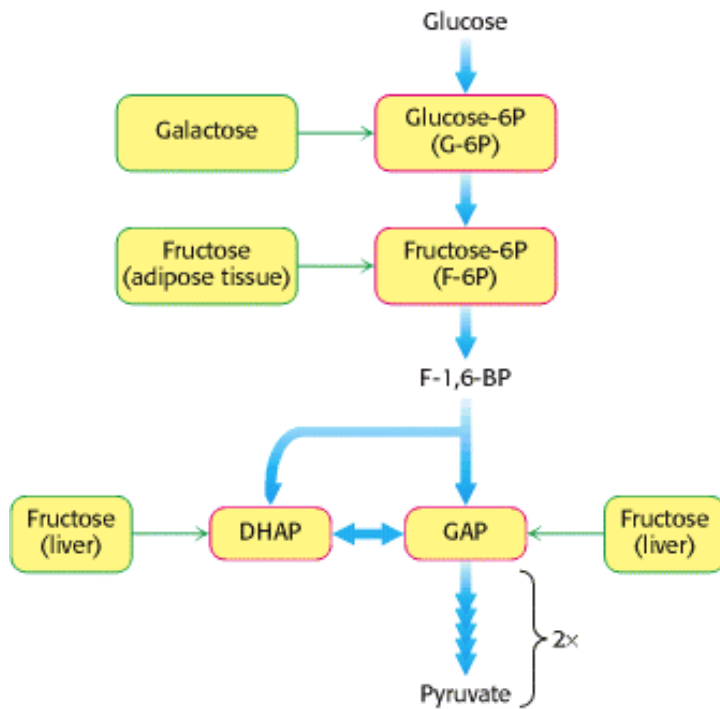 Glucose
Galactose
Glucose-6P
(G-6P)
Fructose
(adipose tissue)
Fructose-6P
(F-6P)
F-1,6-BP
Fructose
(liver)
DHAP
GAP
Fructose
(liver)
2×
Pyruvate